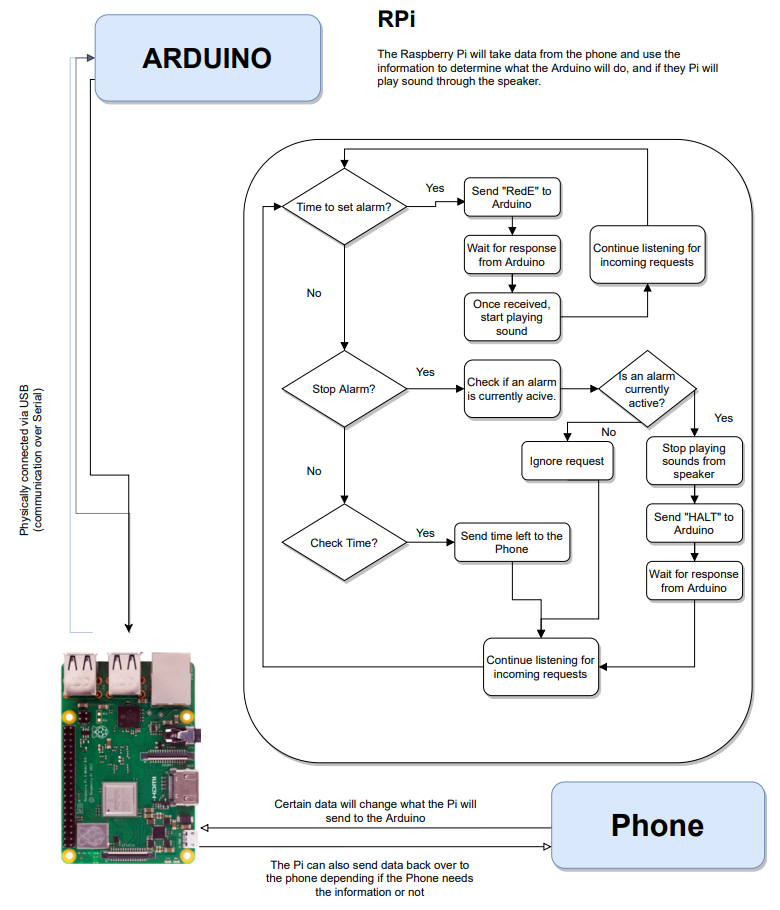 RPi
ARDUINO
The Raspberry Pi will take data from the phone and use the
information to determine what the Arduino will do, and if they Pi will
play sound through the speaker.
Time to set alarm?
Yes
Send "RedE" to
Arduino
Wait for response
from Arduino
Continue listening for
incoming requests
No
Once received,
start playing
sound
Stop Alarm?
Yes
Check if an alarm
is currently acive.
Is an alarm
currently
active?
Physically connected via USB
(communication over Serial)
No
Yes
Ignore request
Stop playing
sounds from
speaker
No
Send "HALT" to
Arduino
Check Time?
Yes
Send time left to the
Phone
Wait for response
from Arduino
Continue listening for
incoming requests
HDMI
Certain data will change what the Pi will
send to the Arduino
Phone
The Pi can also send data back over to
the phone depending if the Phone needs
the information or not